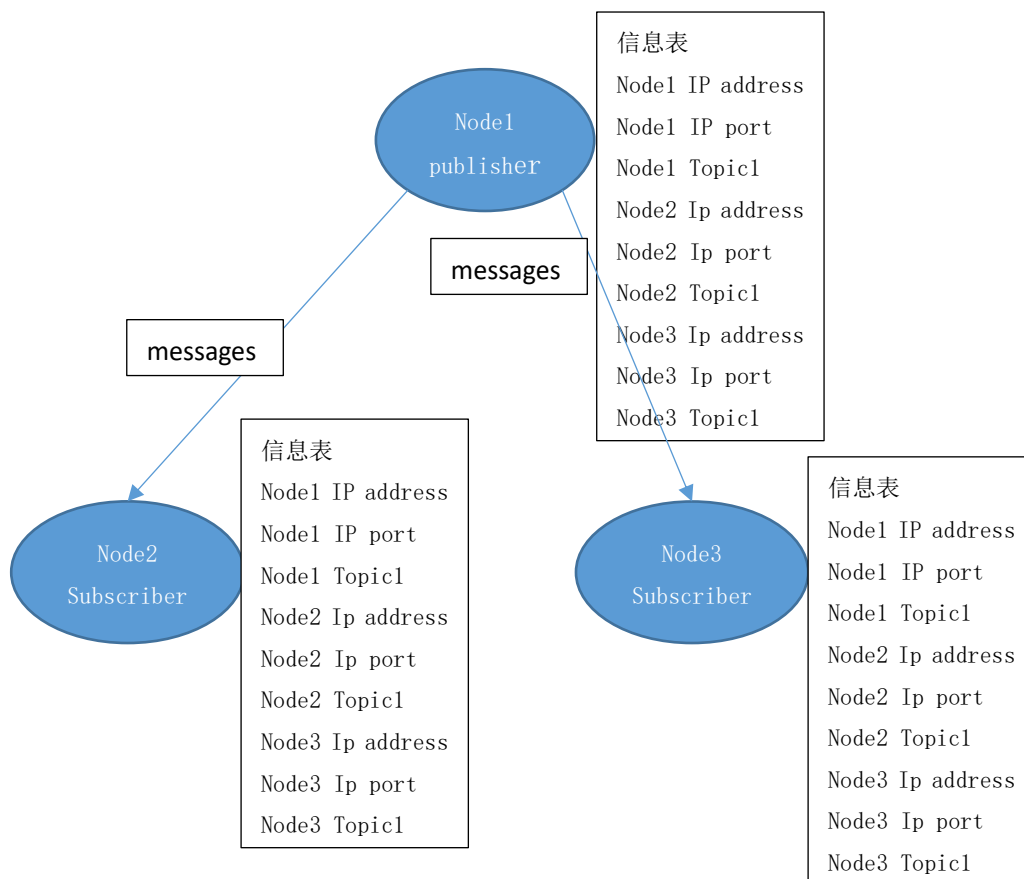 Node1
publisher
信息表
Node1 IP address
Node1 IP port
Node1 Topic1
Node2 Ip address
Node2 Ip port
Node2 Topic1
Node3 Ip address
Node3 Ip port
Node3 Topic1
messages
messages
Node2
Subscriber
信息表
Node1 IP address
Node1 IP port
Node1 Topic1
Node2 Ip address
Node2 Ip port
Node2 Topic1
Node3 Ip address
Node3 Ip port
Node3 Topic1
Node3
Subscriber
信息表
Node1 IP address
Node1 IP port
Node1 Topic1
Node2 Ip address
Node2 Ip port
Node2 Topic1
Node3 Ip address
Node3 Ip port
Node3 Topic1